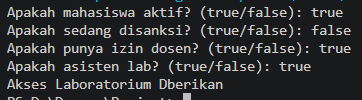 Apakah mahasiswa aktif? (true/false): true
Apakah sedang disanksi? (true/false): false
Apakah punya izin dosen? (true/false): true
Apakah asisten lab? (true/false): true
Akses Laboratorium Dberikan